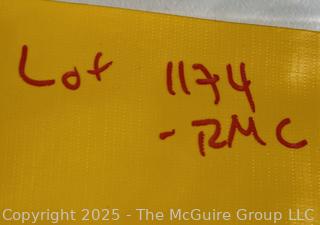 Lot 1174
- RMC
Copyright 2025 - The McGuire Group LLC